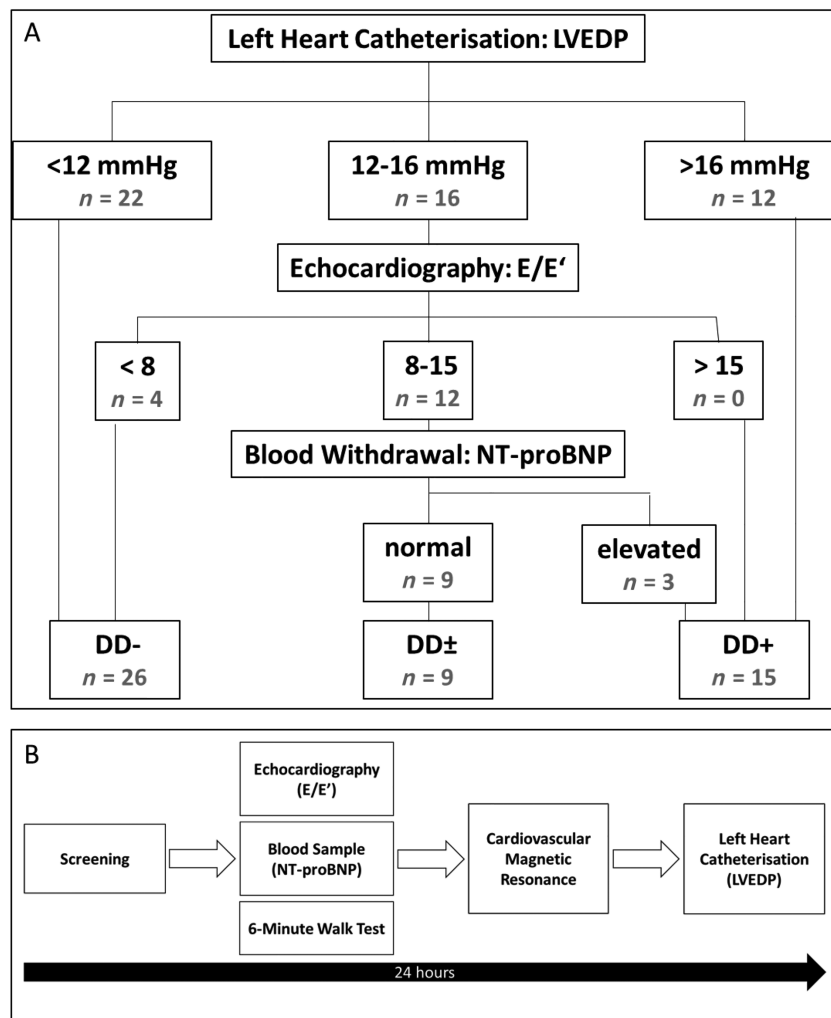 A
Left Heart Catheterisation: LVEDP
<12 mmHg
n = 22
12-16 mmHg
n = 16
>16 mmHg
n = 12
Echocardiography: E/E‘
< 8
n = 4
8-15
n = 12
> 15
n = 0
Blood Withdrawal: NT-proBNP
normal
n = 9
elevated
n = 3
DD-
n = 26
DD±
n = 9
DD+
n = 15
B
Screening
Echocardiography
(E/E’)
Blood Sample
(NT-proBNP)
6-Minute Walk Test
Cardiovascular
Magnetic
Resonance
Left Heart
Catheterisation
(LVEDP)
24 hours